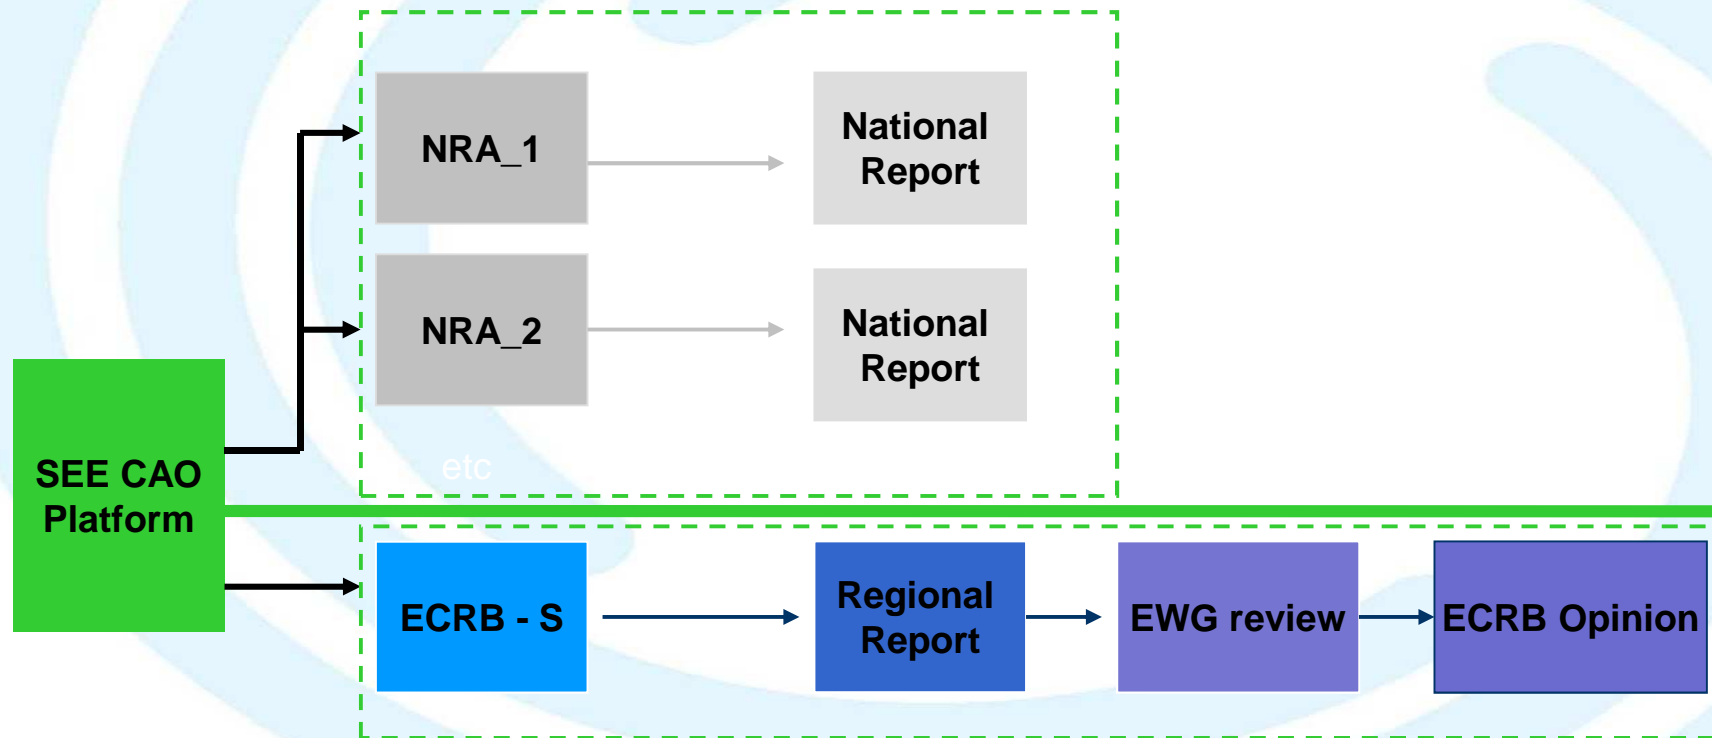 NRA_1
National
Report
NRA_2
National
Report
etc
SEE CAO
Platform
ECRB - S
Regional
Report
EWG review
ECRB Opinion